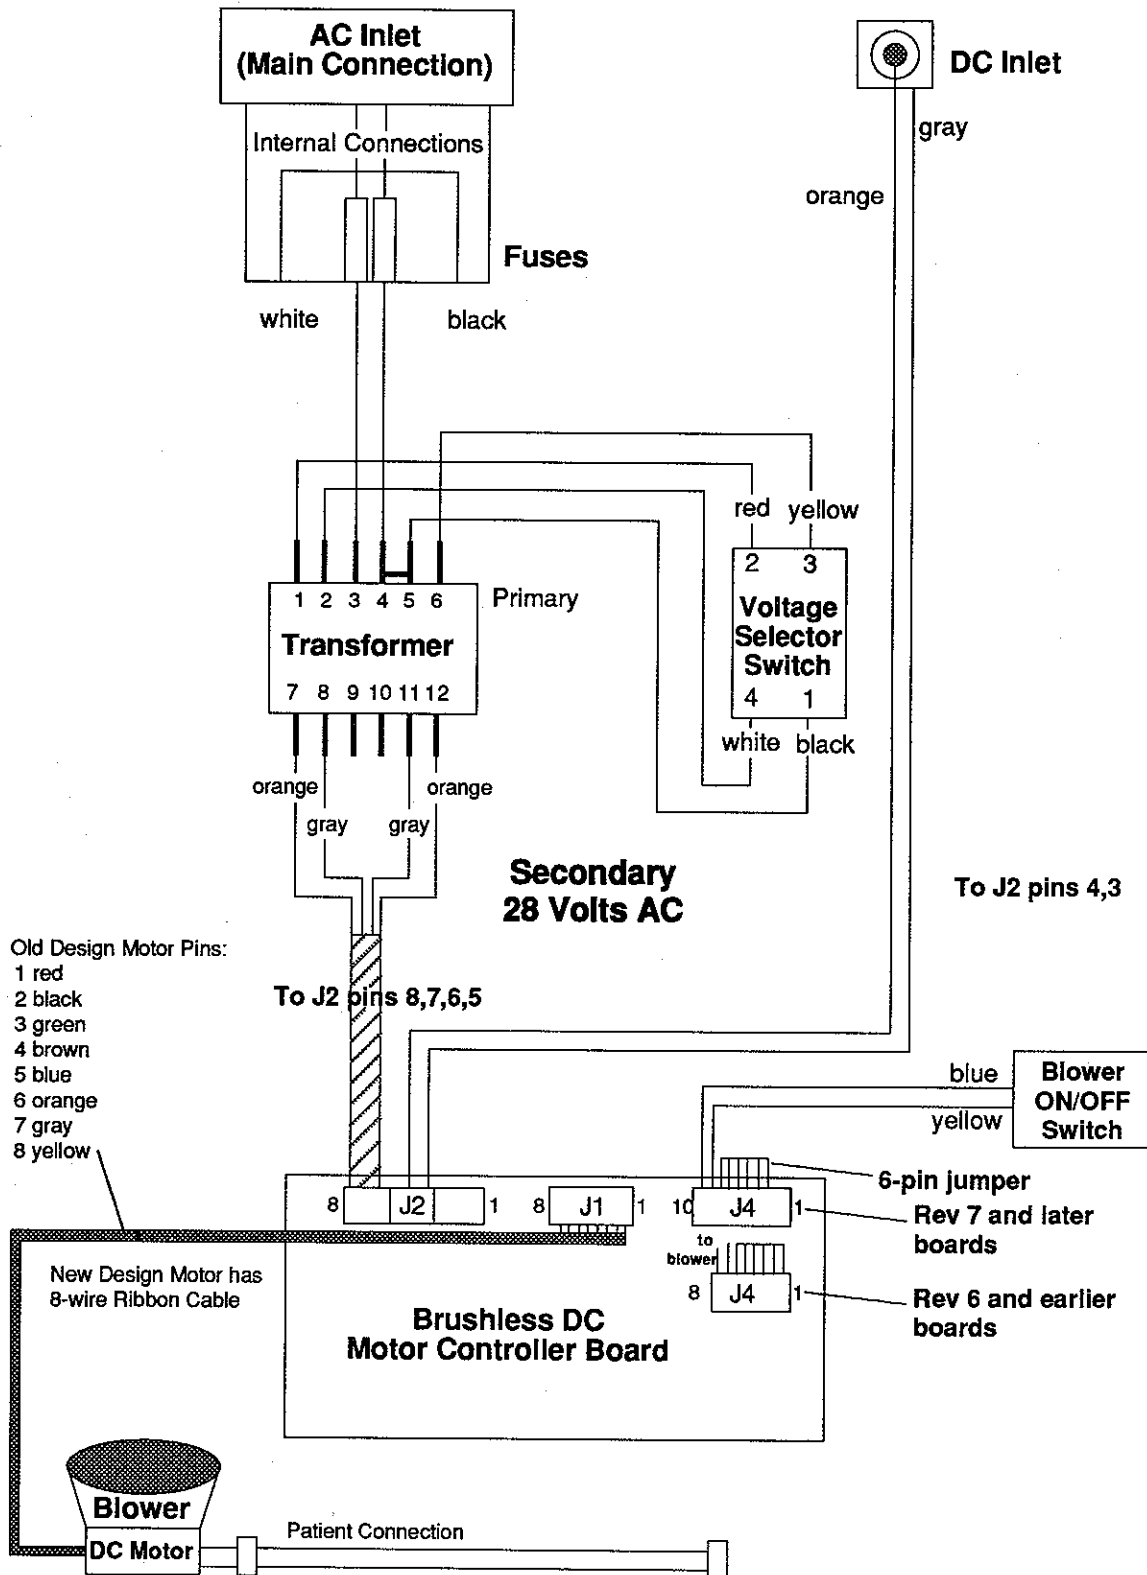 AC Inlet
(Main Connection)
DC Inlet
Internal Connections
gray
orange
Fuses
white
black
red
yellow
1 2 3 4 5 6
Primary
Transformer
7 8 9 10 11 12
2 3
Voltage
Selector
Switch
4 1
white
black
orange
orange
gray
gray
Secondary
28 Volts AC
To J2 pins 4,3
Old Design Motor Pins:
1 red
2 black
3 green
4 brown
5 blue
6 orange
7 gray
8 yellow
To J2 pins 8,7,6,5
blue
yellow
Blower
ON/OFF
Switch
6-pin jumper
8 J2 1
8 J1 1
10 J4 1
Rev 7 and later
boards
to
blower
8 J4 1
Rev 6 and earlier
boards
New Design Motor has
8-wire Ribbon Cable
Brushless DC
Motor Controller Board
Blower
DC Motor
Patient Connection